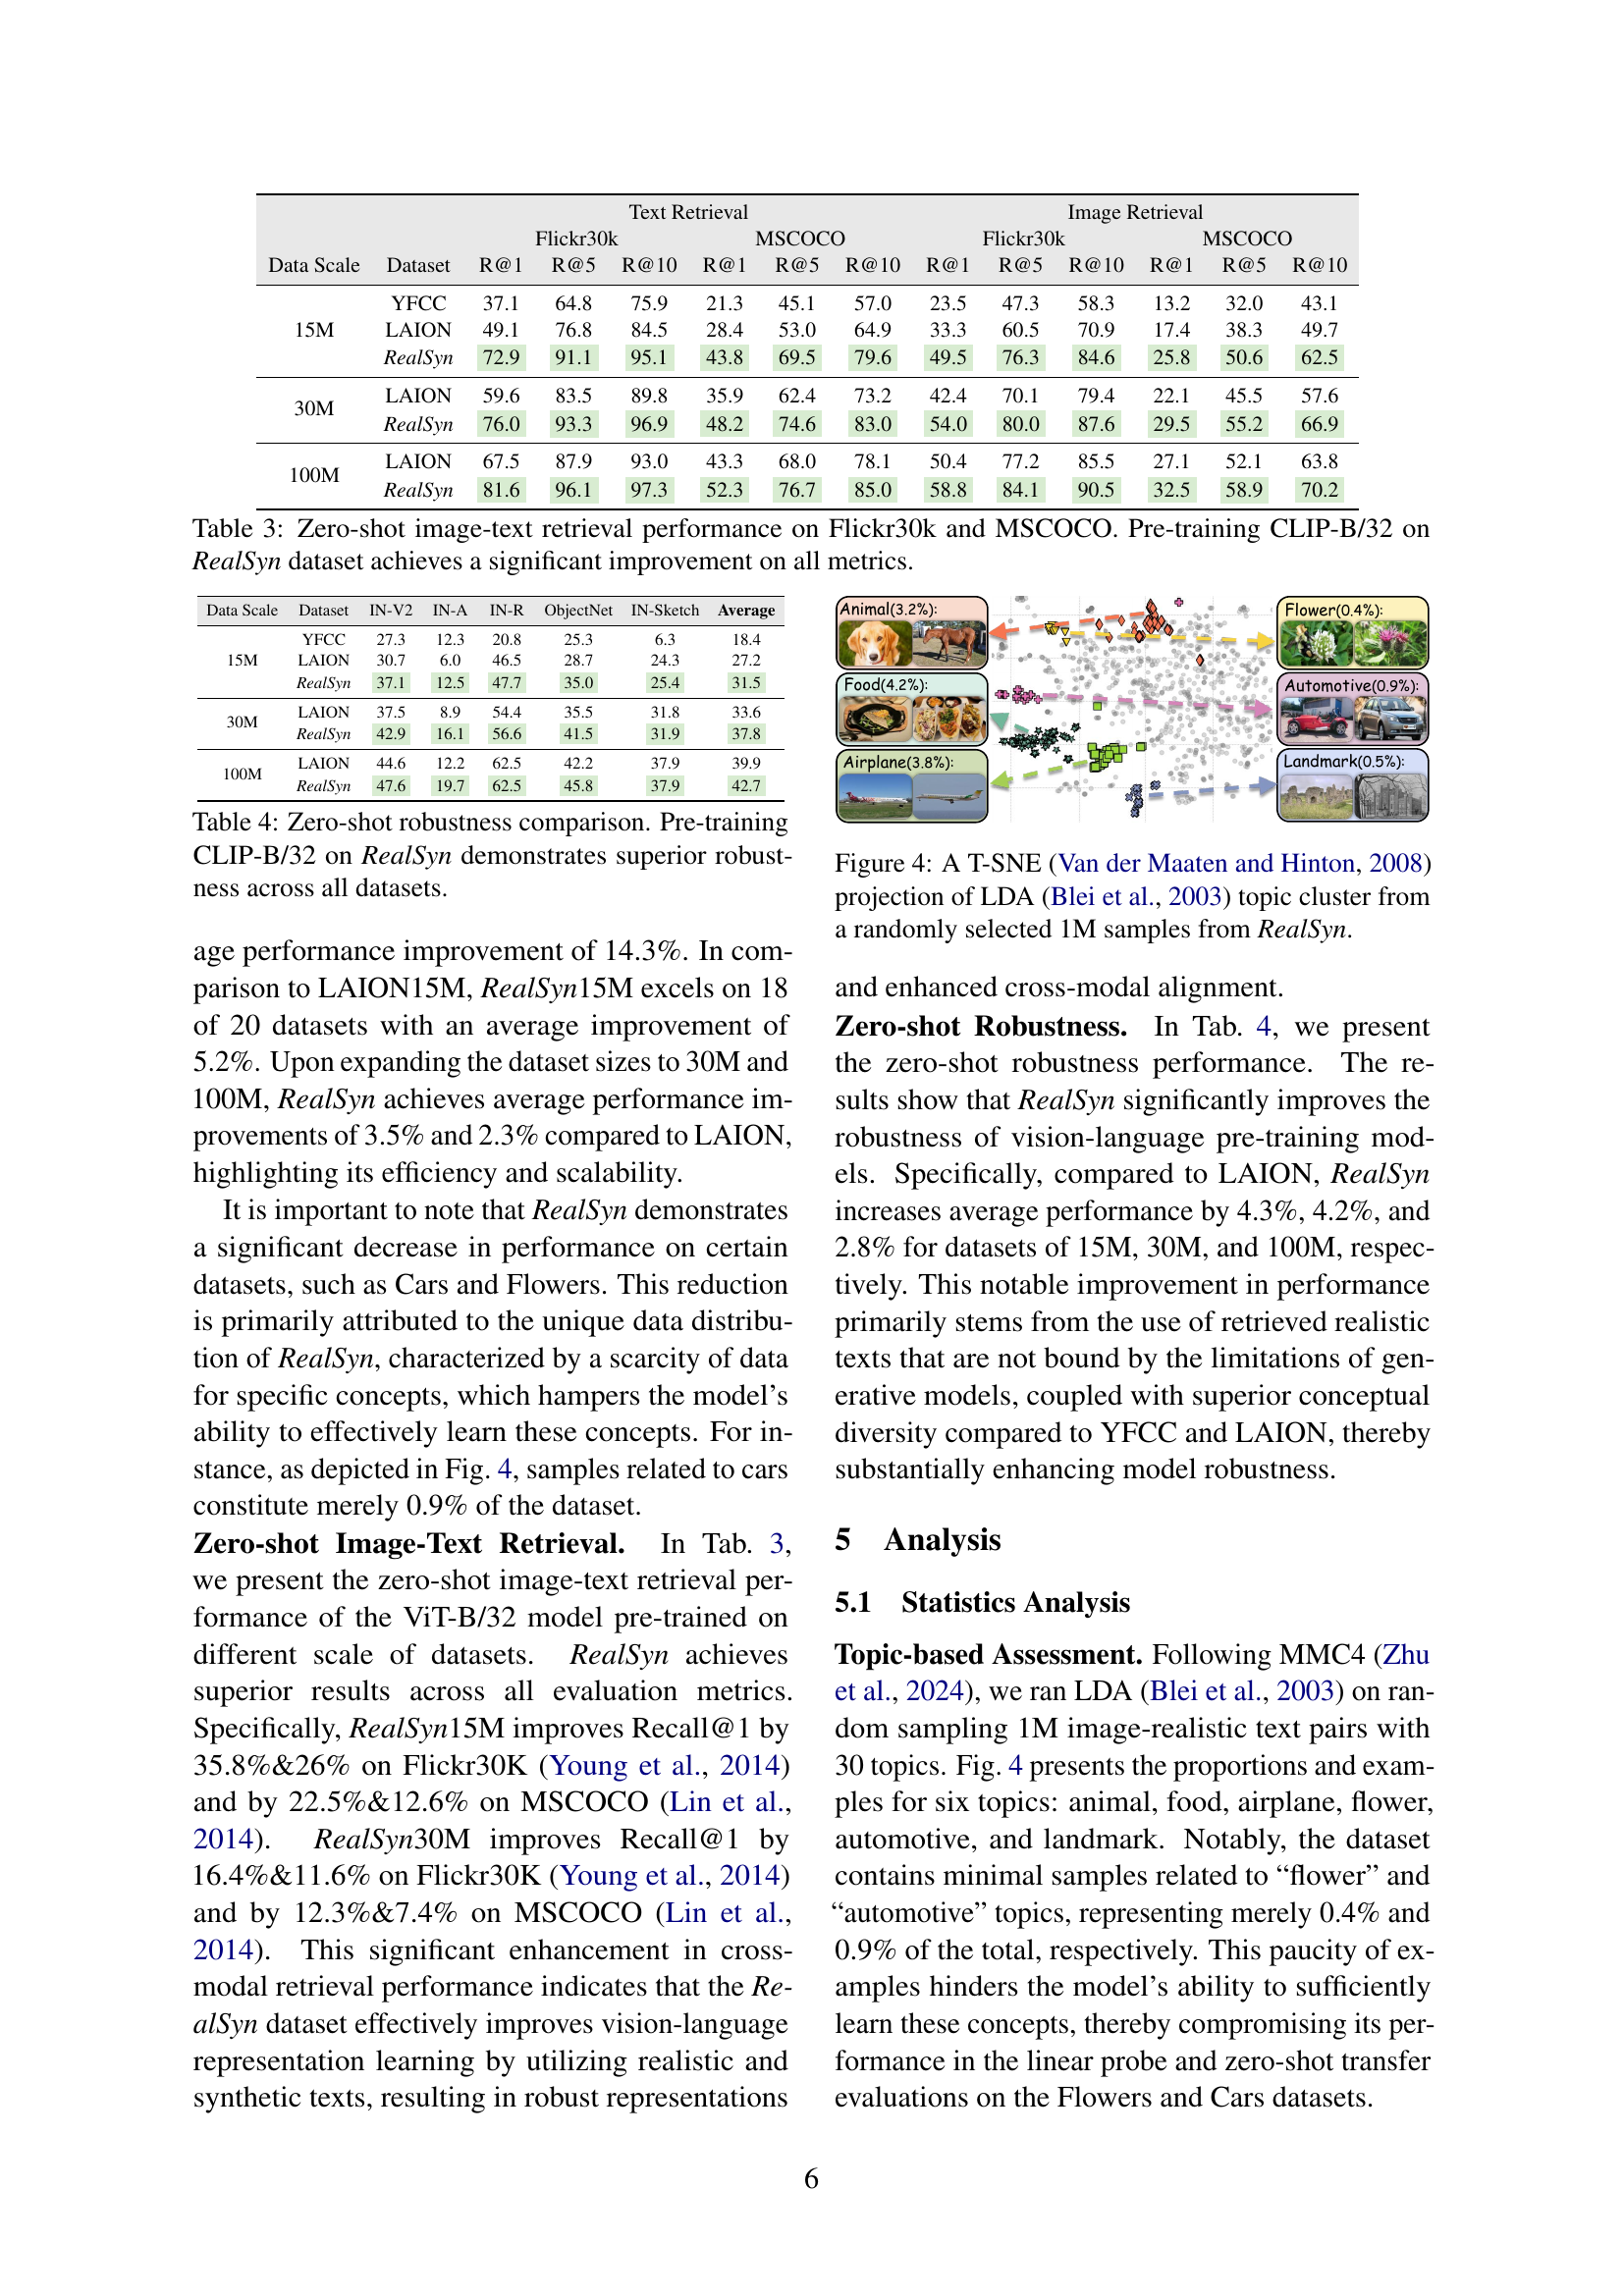 Text Retrieval Image Retrieval
Flickr30k MSCOCO Flickr30k MSCOCO
Data Scale Dataset R@1 R@5 R@10 R@1 R@5 R@10 R@1 R@5 R@10 R@1 R@5 R@10
YFCC 37.1 64.8 75.9 21.3 45.1 57.0 23.5 47.3 58.3 13.2 32.0 43.1
15M LAION 49.1 76.8 84.5 28.4 53.0 64.9 33.3 60.5 70.9 17.4 38.3 49.7
RealSyn 72.9 91.1 95.1 43.8 69.5 79.6 49.5 76.3 84.6 25.8 50.6 62.5
30M LAION 59.6 83.5 89.8 35.9 62.4 73.2 42.4 70.1 79.4 22.1 45.5 57.6
RealSyn 76.0 93.3 96.9 48.2 74.6 83.0 54.0 80.0 87.6 29.5 55.2 66.9
100M LAION 67.5 87.9 93.0 43.3 68.0 78.1 50.4 77.2 85.5 27.1 52.1 63.8
RealSyn 81.6 96.1 97.3 52.3 76.7 85.0 58.8 84.1 90.5 32.5 58.9 70.2
Table 3: Zero-shot image-text retrieval performance on Flickr30k and MSCOCO. Pre-training CLIP-B/32 on
RealSyn dataset achieves a significant improvement on all metrics.
Data Scale Dataset IN-V2 IN-A IN-R ObjectNet IN-Sketch Average
YFCC 27.3 12.3 20.8 25.3 6.3 18.4
15M LAION 30.7 6.0 46.5 28.7 24.3 27.2
RealSyn 37.1 12.5 47.7 35.0 25.4 31.5
30M LAION 37.5 8.9 54.4 35.5 31.8 33.6
RealSyn 42.9 16.1 56.6 41.5 31.9 37.8
100M LAION 44.6 12.2 62.5 42.2 37.9 39.9
RealSyn 47.6 19.7 62.5 45.8 37.9 42.7
Table 4: Zero-shot robustness comparison. Pre-training
CLIP-B/32 on RealSyn demonstrates superior robust-
ness across all datasets.
age performance improvement of 14.3%. In com-
parison to LAION15M, RealSyn15M excels on 18
of 20 datasets with an average improvement of
5.2%. Upon expanding the dataset sizes to 30M and
100M, RealSyn achieves average performance im-
provements of 3.5% and 2.3% compared to LAION,
highlighting its efficiency and scalability.
It is important to note that RealSyn demonstrates
a significant decrease in performance on certain
datasets, such as Cars and Flowers. This reduction
is primarily attributed to the unique data distribu-
tion of RealSyn, characterized by a scarcity of data
for specific concepts, which hampers the model's
ability to effectively learn these concepts. For in-
stance, as depicted in Fig. 4, samples related to cars
constitute merely 0.9% of the dataset.
Zero-shot Image-Text Retrieval. In Tab. 3,
we present the zero-shot image-text retrieval per-
formance of the ViT-B/32 model pre-trained on
different scale of datasets. RealSyn achieves
superior results across all evaluation metrics.
Specifically, RealSyn15M improves Recall@1 by
35.8%&26% on Flickr30K (Young et al., 2014)
and by 22.5%&12.6% on MSCOCO (Lin et al.,
2014). RealSyn30M improves Recall@1 by
16.4%&11.6% on Flickr30K (Young et al., 2014)
and by 12.3%&7.4% on MSCOCO (Lin et al.,
2014). This significant enhancement in cross-
modal retrieval performance indicates that the Re-
alSyn dataset effectively improves vision-language
representation learning by utilizing realistic and
synthetic texts, resulting in robust representations
Animal(3.2%):
Food(4.2%):
Airplane(3.8%):
Flower(0.4%):
Automotive(0.9%):
Landmark(0.5%):
Figure 4: A T-SNE (Van der Maaten and Hinton, 2008)
projection of LDA (Blei et al., 2003) topic cluster from
a randomly selected 1M samples from RealSyn.
and enhanced cross-modal alignment.
Zero-shot Robustness. In Tab. 4, we present
the zero-shot robustness performance. The re-
sults show that RealSyn significantly improves the
robustness of vision-language pre-training mod-
els. Specifically, compared to LAION, RealSyn
increases average performance by 4.3%, 4.2%, and
2.8% for datasets of 15M, 30M, and 100M, respec-
tively. This notable improvement in performance
primarily stems from the use of retrieved realistic
texts that are not bound by the limitations of gen-
erative models, coupled with superior conceptual
diversity compared to YFCC and LAION, thereby
substantially enhancing model robustness.
5 Analysis
5.1 Statistics Analysis
Topic-based Assessment. Following MMC4 (Zhu
et al., 2024), we ran LDA (Blei et al., 2003) on ran-
dom sampling 1M image-realistic text pairs with
30 topics. Fig. 4 presents the proportions and exam-
ples for six topics: animal, food, airplane, flower,
automotive, and landmark. Notably, the dataset
contains minimal samples related to “flower” and
“automotive” topics, representing merely 0.4% and
0.9% of the total, respectively. This paucity of ex-
amples hinders the model's ability to sufficiently
learn these concepts, thereby compromising its per-
formance in the linear probe and zero-shot transfer
evaluations on the Flowers and Cars datasets.
6